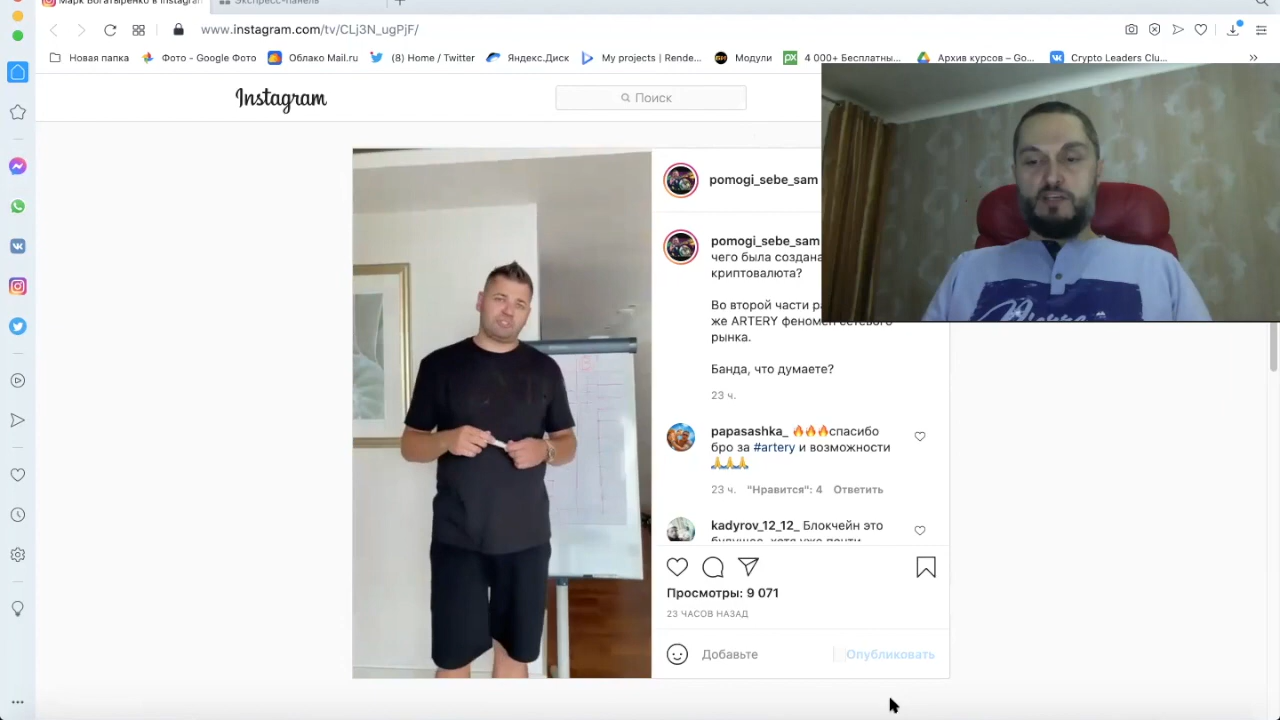 Марк Богатыренко в Instagram
Экспресс-панель
www.instagram.com/tv/CLj3N_ugPjF/
Новая папка
Фото - Google Фото
Облако Mail.ru
(8) Home / Twitter
Яндекс.Диск
My projects | Rende...
Модули
4 000+ Бесплатны...
Архив курсов – Go...
Crypto Leaders Clu...
Instagram
Поиск
pomogi_sebe_sam
pomogi_sebe_sam
чего была создана
криптовалюта?
Во второй части
же ARTERY феномен сетевого
рынка.
Банда, что думаете?
23 ч.
papasashka_ 🔥🔥🔥спасибо
бро за #artery и возможности
🙏🙏🙏
23 ч. "Нравится": 4 Ответить
kadyrov_12_12_ Блокчейн это
будущее, хотя уже почти
Просмотры: 9 071
23 ЧАСОВ НАЗАД
Добавьте
Опубликовать